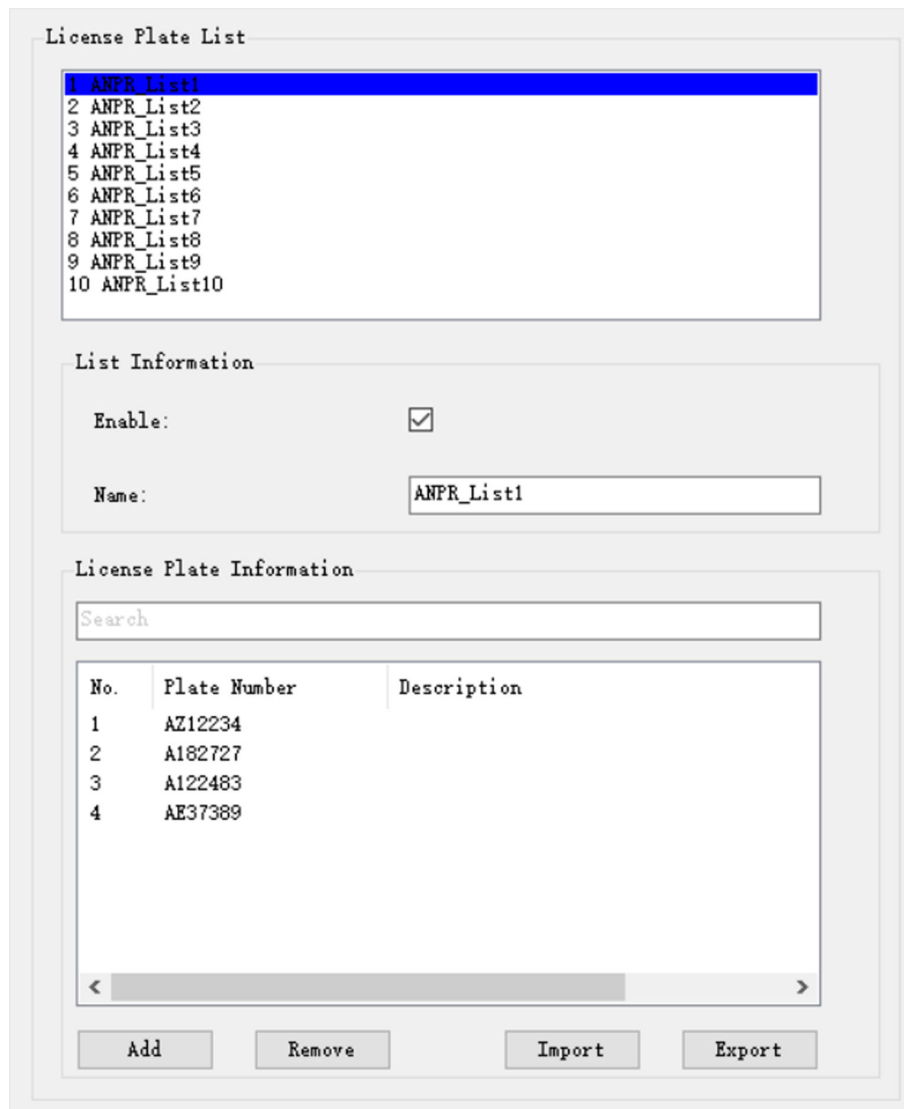 License Plate List
1 ANPR_List1
2 ANPR_List2
3 ANPR_List3
4 ANPR_List4
5 ANPR_List5
6 ANPR_List6
7 ANPR_List7
8 ANPR_List8
9 ANPR_List9
10 ANPR_List10
List Information
Enable:
Name: ANPR_List1
License Plate Information
Search
No. Plate Number Description
1 AZ12234
2 A182727
3 A122483
4 AE37389
Add Remove Import Export